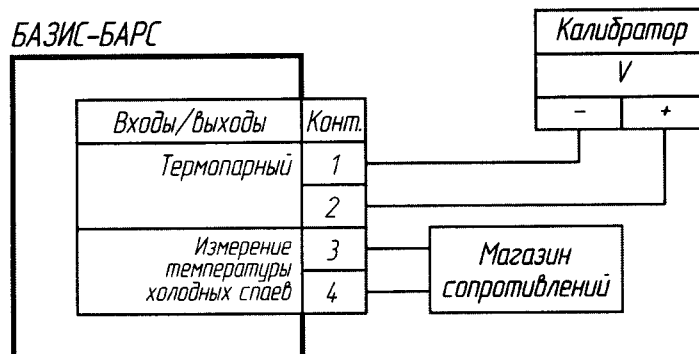 БАЗИС-БАРС
Калибратор
V
- +
Входы/выходы Конт.
Термопарный 1
2
Измерение
температуры
холодных спаев
3
4
Магазин
сопротивлений